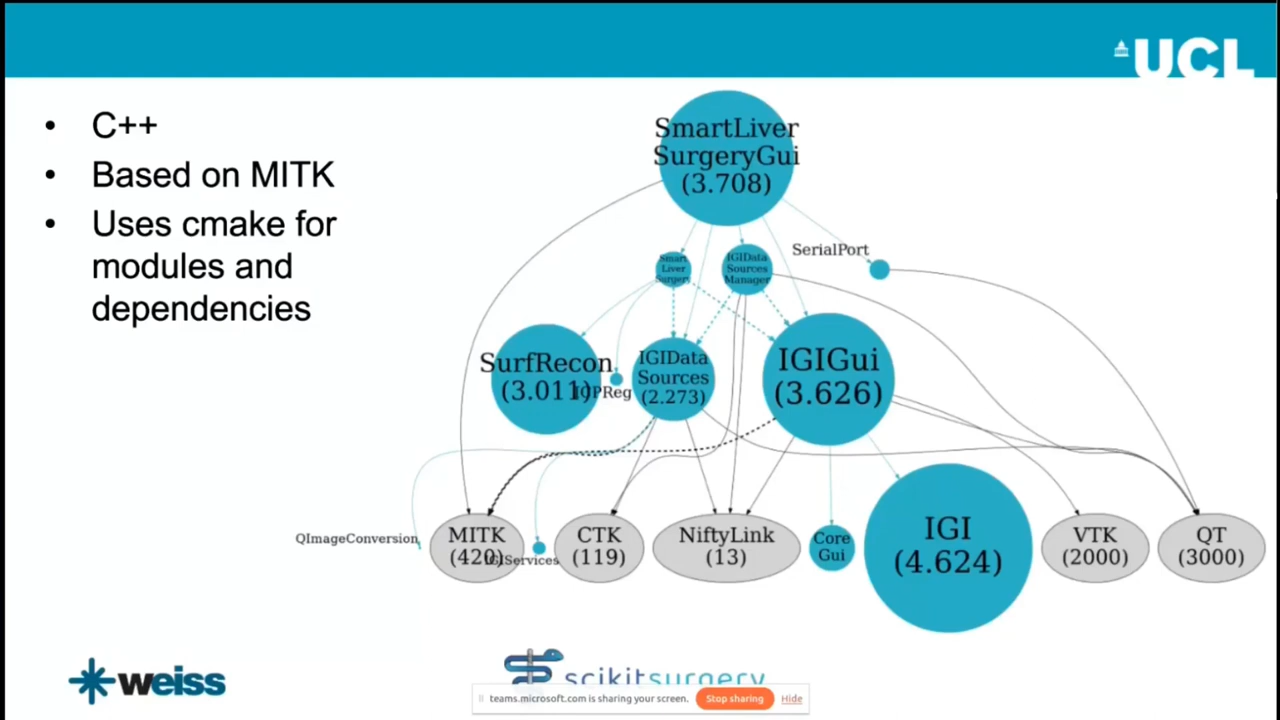 UCL
• C++
• Based on MITK
• Uses cmake for
modules and
dependencies
SmartLiver
SurgeryGui
(3.708)
Smart
Liver
Surgery
IGIData
Sources
Manager
SerialPort
SurfRecon
(3.011)
ICPReg
IGIData
Sources
(2.273)
IGIGui
(3.626)
QImageConversion
MITK
(420)
IGIServices
CTK
(119)
NiftyLink
(13)
Core
Gui
IGI
(4.624)
VTK
(2000)
QT
(3000)
weiss
scikitsurgery
teams.microsoft.com is sharing your screen.
Stop sharing
Hide